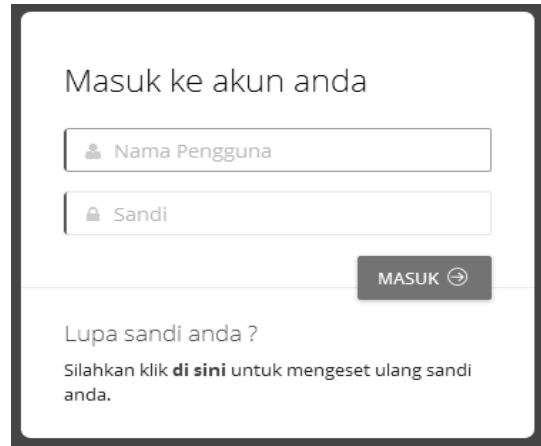 Masuk ke akun anda
Nama Pengguna
Sandi
MASUK
Lupa sandi anda ?
Silahkan klik di sini untuk mengeset ulang sandi
anda.